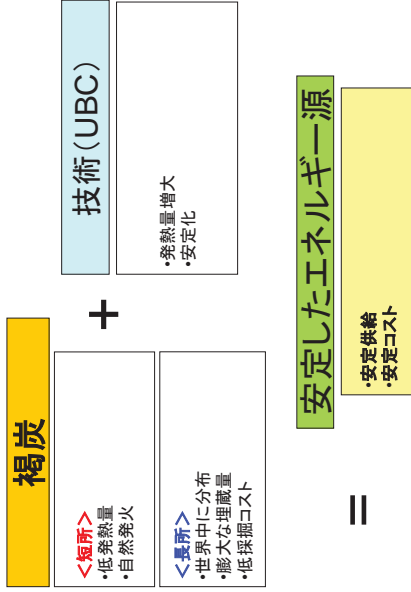 褐炭
<短所>
・低発熱量
・自然発火
<長所>
・世界中に分布
・膨大な埋蔵量
・低採掘コスト
+
技術(UBC)
・発熱量増大
・安定化
=
安定したエネルギー源
・安定供給
・安定コスト